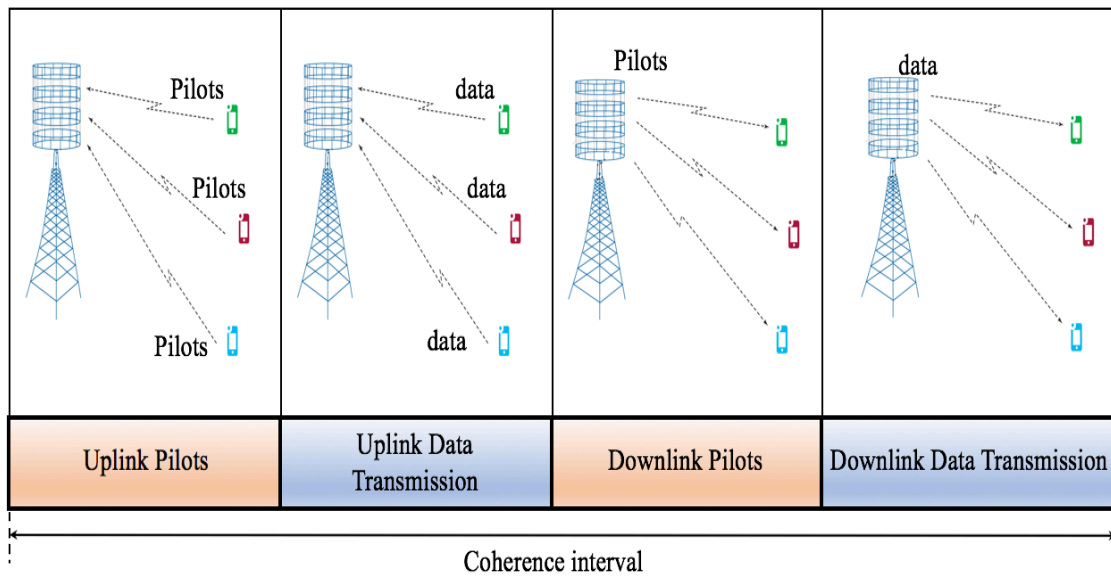 Pilots
Pilots
Pilots
data
data
data
Pilots
data
Uplink Pilots
Uplink Data
Transmission
Downlink Pilots
Downlink Data Transmission
Coherence interval